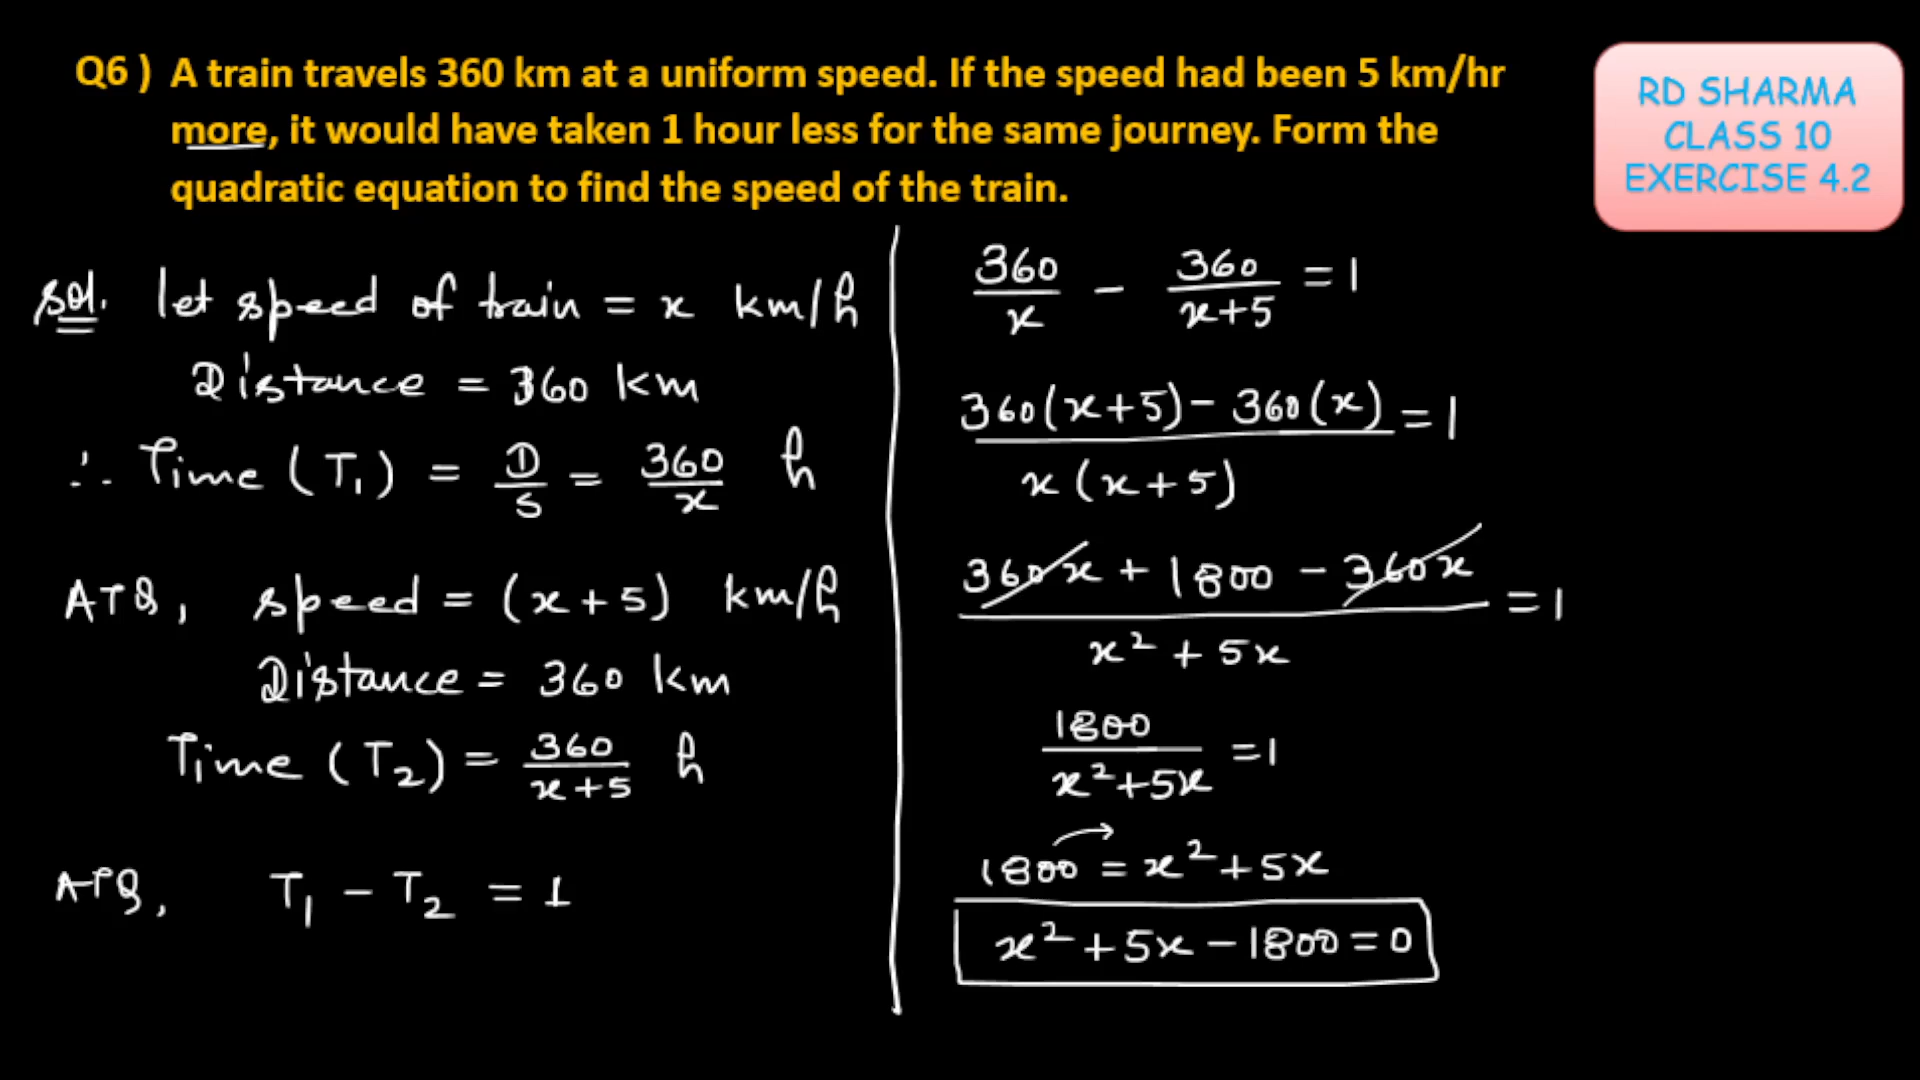 Q6 ) A train travels 360 km at a uniform speed. If the speed had been 5 km/hr
more, it would have taken 1 hour less for the same journey. Form the
quadratic equation to find the speed of the train.
RD SHARMA
CLASS 10
EXERCISE 4.2
Sol. let speed of train = x km/h
Distance = 360 km
∴ Time (T₁) = D/S = 360/x h
ATQ, speed = (x+5) km/h
Distance = 360 km
Time (T₂) = 360/x+5 h
ATQ, T₁ - T₂ = 1
360/x - 360/x+5 = 1
360(x+5) - 360(x)/x(x+5) = 1
360x + 1800 - 360x/x² + 5x = 1
1800/x²+5x = 1
1800 = x²+5x
x²+5x-1800=0